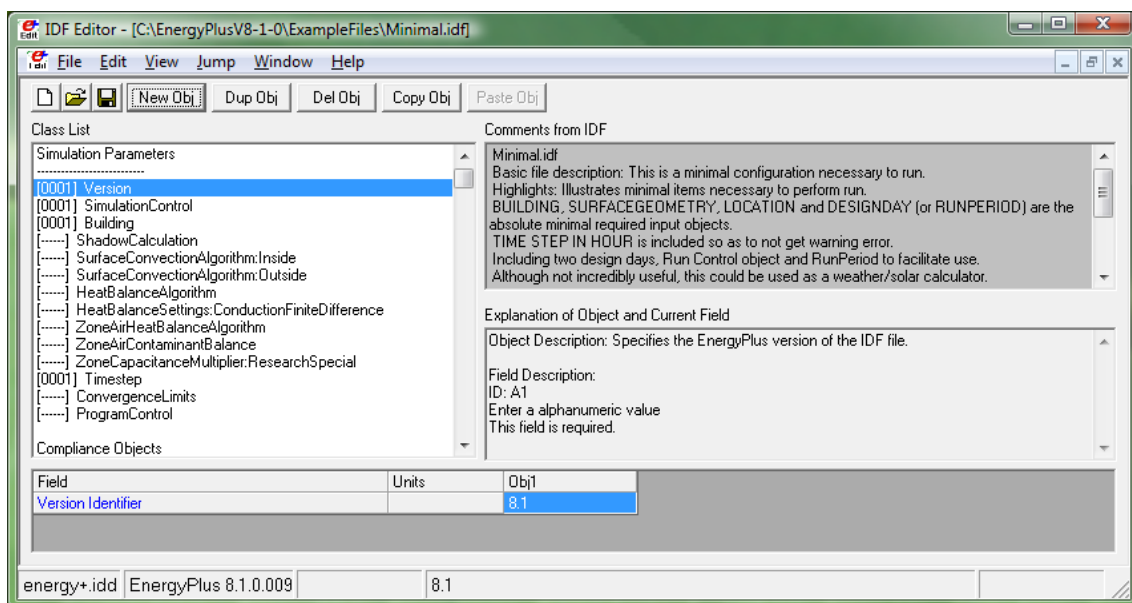 IDF Editor - [C:\EnergyPlusV8-1-0\ExampleFiles\Minimal.idf]
File Edit View Jump Window Help
New Obj Dup Obj Del Obj Copy Obj Paste Obj
Class List
Simulation Parameters
--------------------------
[0001] Version
[0001] SimulationControl
[0001] Building
[------] ShadowCalculation
[------] SurfaceConvectionAlgorithm:Inside
[------] SurfaceConvectionAlgorithm:Outside
[------] HeatBalanceAlgorithm
[------] HeatBalanceSettings:ConductionFiniteDifference
[------] ZoneAirHeatBalanceAlgorithm
[------] ZoneAirContaminantBalance
[------] ZoneCapacitanceMultiplier:ResearchSpecial
[0001] Timestep
[------] ConvergenceLimits
[------] ProgramControl
Compliance Objects
Comments from IDF
Minimal.idf
Basic file description: This is a minimal configuration necessary to run.
Highlights: Illustrates minimal items necessary to perform run.
BUILDING, SURFACEGEOMETRY, LOCATION and DESIGNDAY (or RUNPERIOD) are the
absolute minimal required input objects.
TIME STEP IN HOUR is included so as to not get warning error.
Including two design days, Run Control object and RunPeriod to facilitate use.
Although not incredibly useful, this could be used as a weather/solar calculator.
Explanation of Object and Current Field
Object Description: Specifies the EnergyPlus version of the IDF file.
Field Description:
ID: A1
Enter a alphanumeric value
This field is required.
Field Units Obj1
Version Identifier 8.1
energy+.idd EnergyPlus 8.1.0.009 8.1